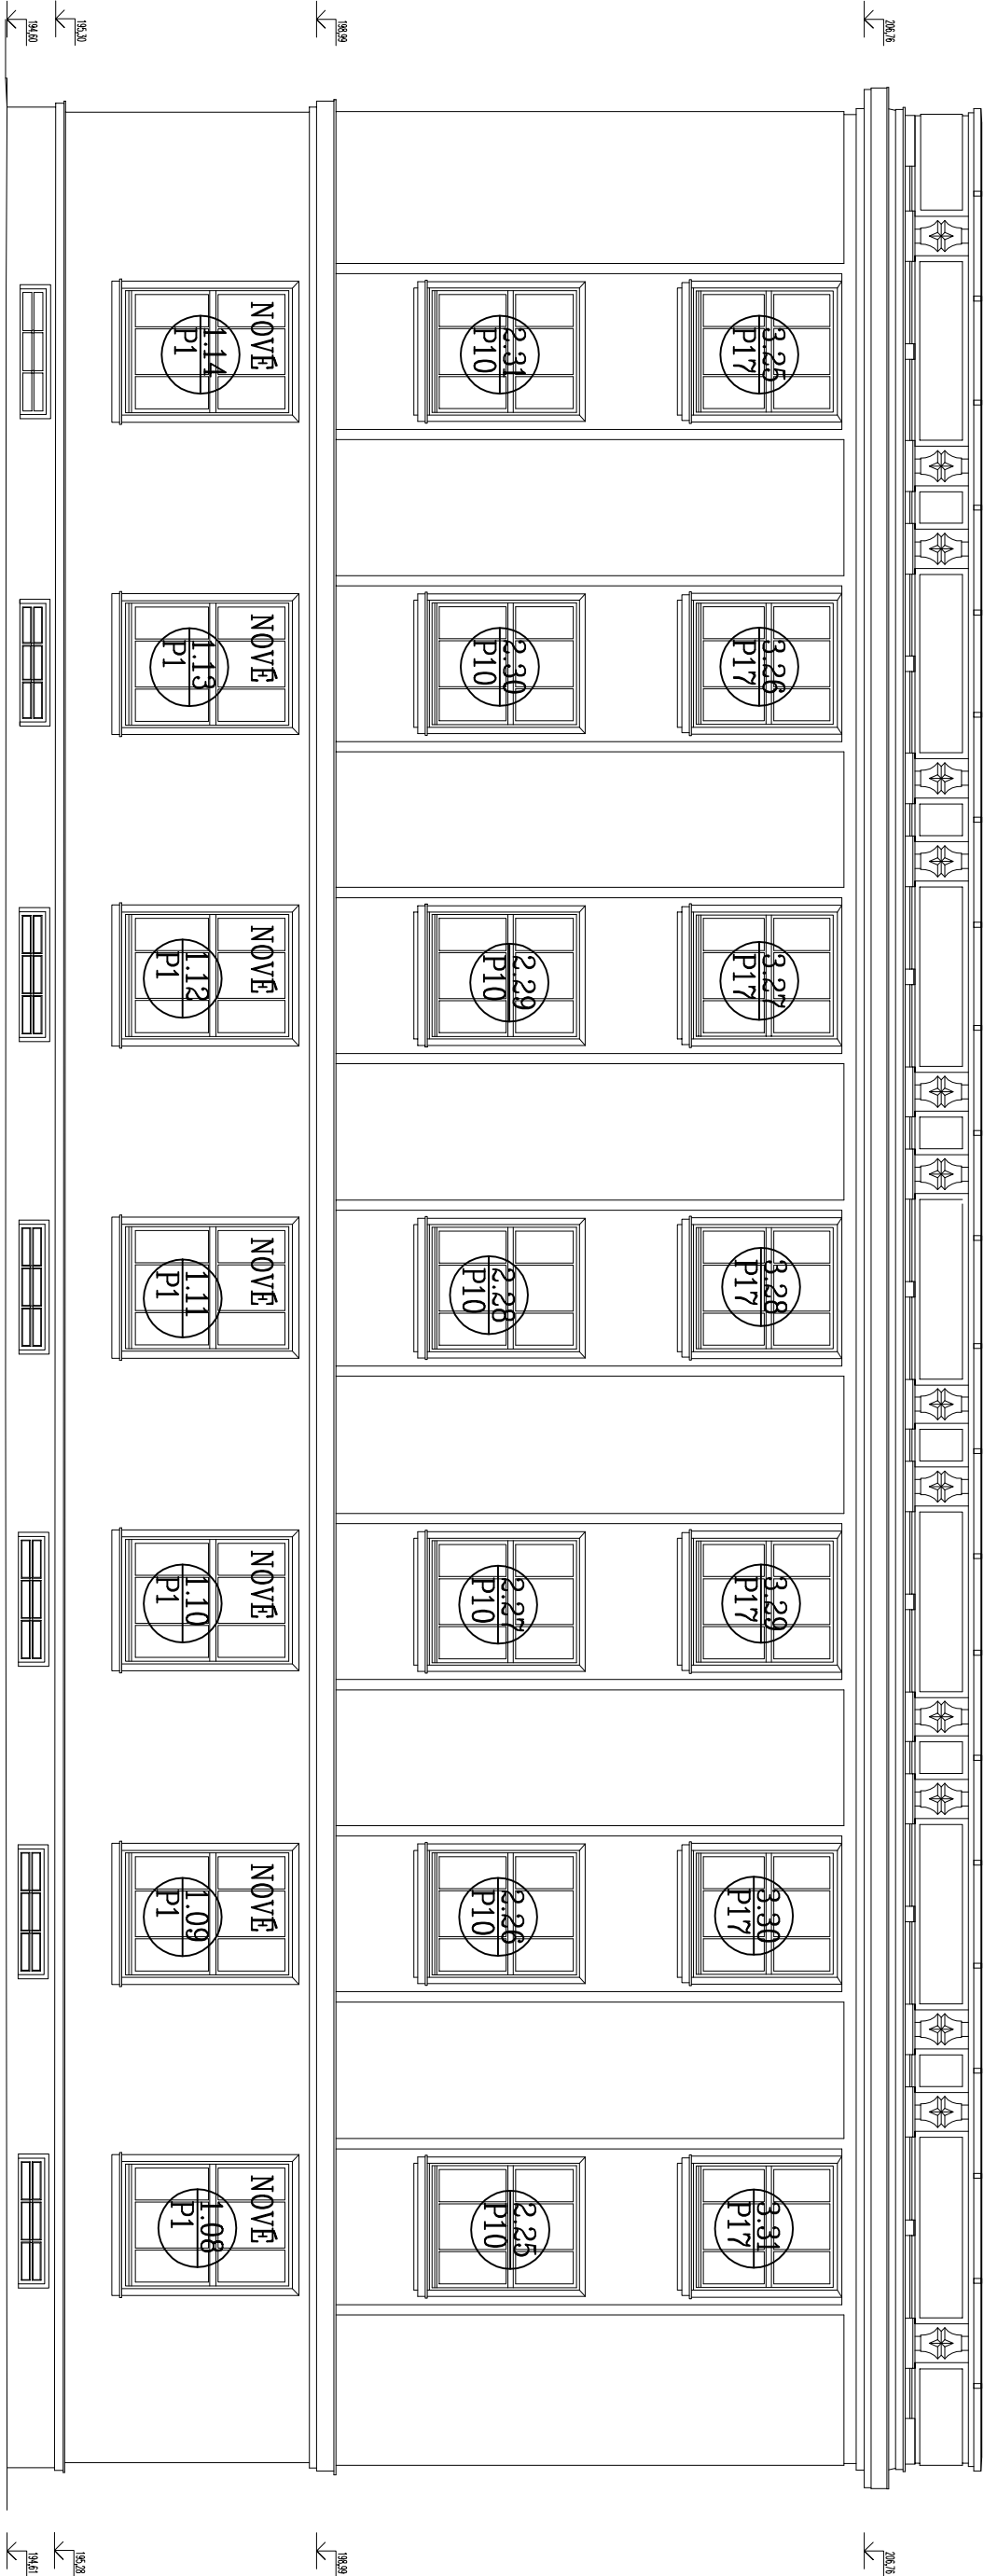 206,76
206,76
3.25
P17
3.26
P17
3.27
P17
3.28
P17
3.29
P17
3.30
P17
3.31
P17
2.31
P10
2.30
P10
2.29
P10
2.28
P10
2.27
P10
2.26
P10
2.25
P10
198,99
198,99
NOVÉ
1.14
P1
NOVÉ
1.13
P1
NOVÉ
1.12
P1
NOVÉ
1.11
P1
NOVÉ
1.10
P1
NOVÉ
1.09
P1
NOVÉ
1.08
P1
195,30
195,28
194,60
194,61